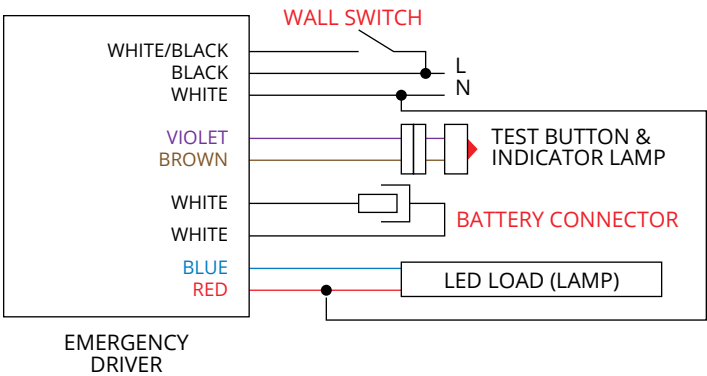 WALL SWITCH
WHITE/BLACK
BLACK
L
WHITE
N
VIOLET
BROWN
TEST BUTTON &
INDICATOR LAMP
WHITE
BATTERY CONNECTOR
WHITE
BLUE
RED
LED LOAD (LAMP)
EMERGENCY
DRIVER